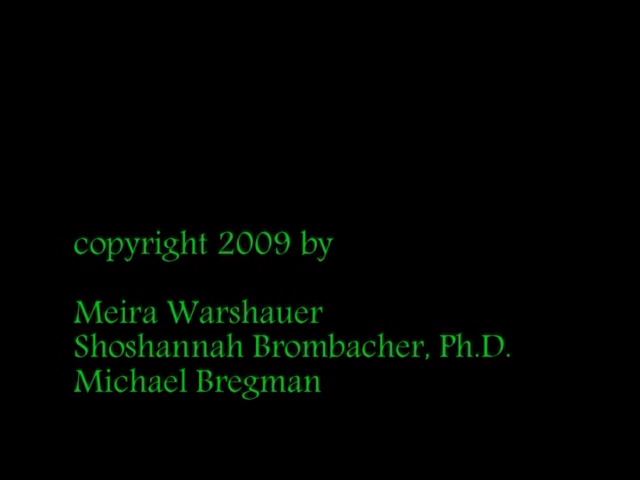 copyright 2009 by
Meira Warshauer
Shoshannah Brombacher, Ph.D.
Michael Bregman